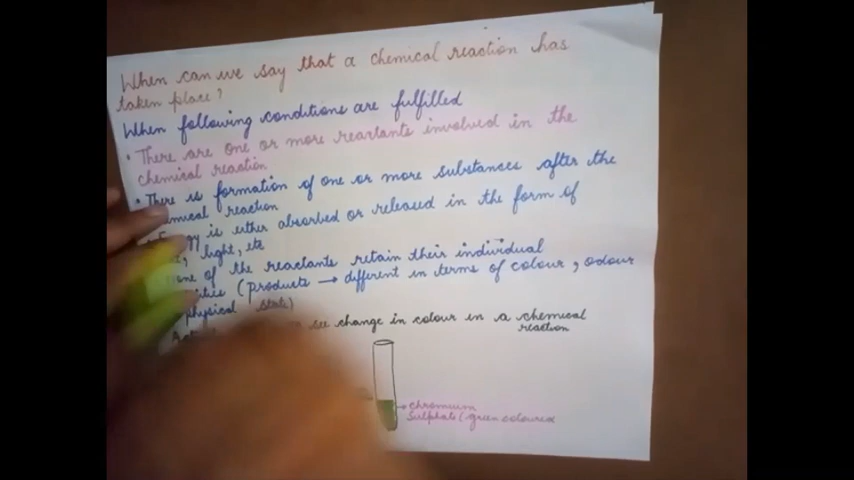 When can we say that a chemical reaction has
taken place?
When following conditions are fulfilled
• There are one or more reactants involved in the
chemical reaction
• There is formation of one or more substances after the
reaction
is either absorbed or released in the form of
light, etc
of the reactants retain their individual
(products → different in terms of colour, odour
physical state)
see change in colour in a chemical
reaction
chromium
sulphate (green coloured